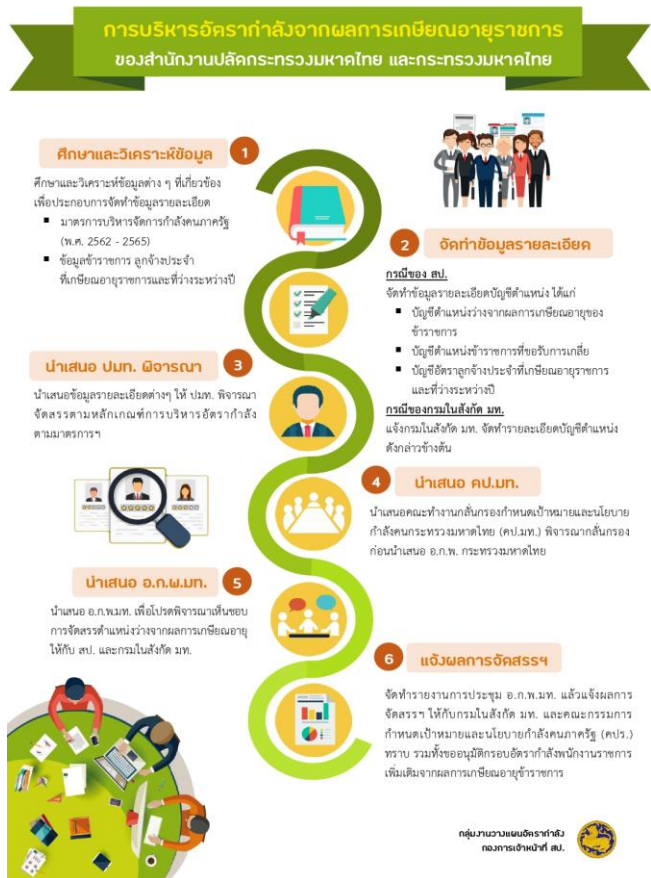 การบริหารอัตรากำลังจากผลการเกษียณอายุราชการ
ของสำนักงานปลัดกระทรวงมหาดไทย และกระทรวงมหาดไทย
ศึกษาและวิเคราะห์ข้อมูล 1
ศึกษาและวิเคราะห์ข้อมูลต่าง ๆ ที่เกี่ยวข้อง
เพื่อประกอบการจัดทำข้อมูลรายละเอียด
▪ มาตรการบริหารจัดการกำลังคนภาครัฐ
(พ.ศ. 2562 - 2565)
▪ ข้อมูลข้าราชการ ลูกจ้างประจำ
ที่เกษียณอายุราชการและที่ว่างระหว่างปี
2 จัดทำข้อมูลรายละเอียด
กรณีของ สป.
จัดทำข้อมูลรายละเอียดบัญชีตำแหน่ง ได้แก่
▪ บัญชีตำแหน่งว่างจากผลการเกษียณอายุของ
ข้าราชการ
▪ บัญชีตำแหน่งข้าราชการที่ขอรับการเกลี่ย
▪ บัญชีอัตราลูกจ้างประจำที่เกษียณอายุราชการ
และที่ว่างระหว่างปี
กรณีของกรมในสังกัด มท.
แจ้งกรมในสังกัด มท. จัดทำรายละเอียดบัญชีตำแหน่ง
ดังกล่าวข้างต้น
นำเสนอ ปมท. พิจารณา 3
นำเสนอข้อมูลรายละเอียดต่างๆ ให้ ปมท. พิจารณา
จัดสรรตามหลักเกณฑ์การบริหารอัตรากำลัง
ตามมาตรการฯ
4 นำเสนอ คป.มท.
นำเสนอคณะทำงานกลั่นกรองกำหนดเป้าหมายและนโยบาย
กำลังคนกระทรวงมหาดไทย (คป.มท.) พิจารณากลั่นกรอง
ก่อนนำเสนอ อ.ก.พ. กระทรวงมหาดไทย
นำเสนอ อ.ก.พ.มท. 5
นำเสนอ อ.ก.พ.มท. เพื่อโปรดพิจารณาเห็นชอบ
การจัดสรรตำแหน่งว่างจากผลการเกษียณอายุ
ให้กับ สป. และกรมในสังกัด มท.
6 แจ้งผลการจัดสรรฯ
จัดทำรายงานการประชุม อ.ก.พ.มท. แล้วแจ้งผลการ
จัดสรรฯ ให้กับกรมในสังกัด มท. และคณะกรรมการ
กำหนดเป้าหมายและนโยบายกำลังคนภาครัฐ (คปร.)
ทราบ รวมทั้งขออนุมัติกรอบอัตรากำลังพนักงานราชการ
เพิ่มเติมจากผลการเกษียณอายุข้าราชการ
กลุ่มงานวางแผนอัตรากำลัง
กองการเจ้าหน้าที่ สป.